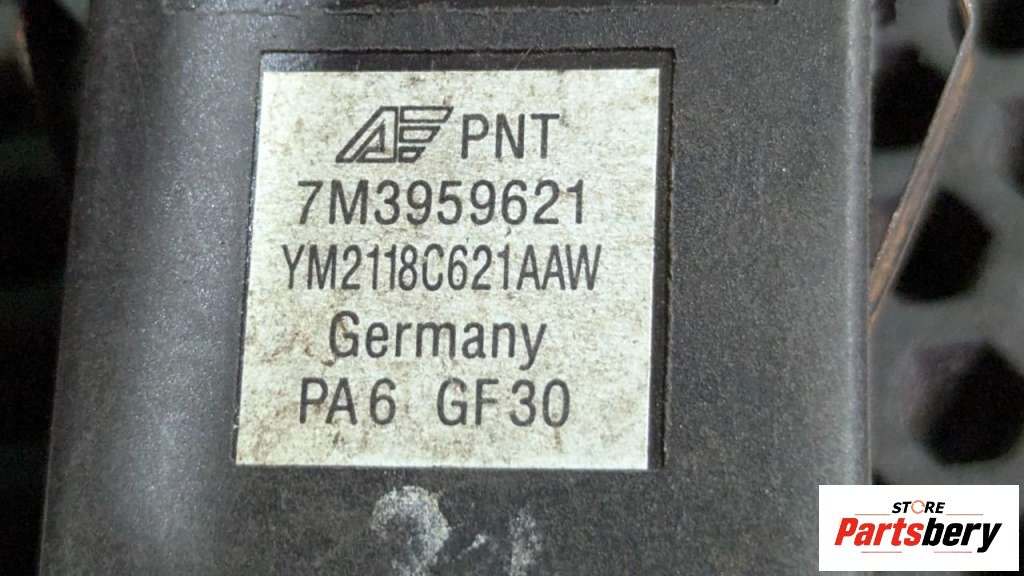 PNT
7M3959621
YM2118C621AAW
Germany
PA6 GF30
STORE
Partsbery